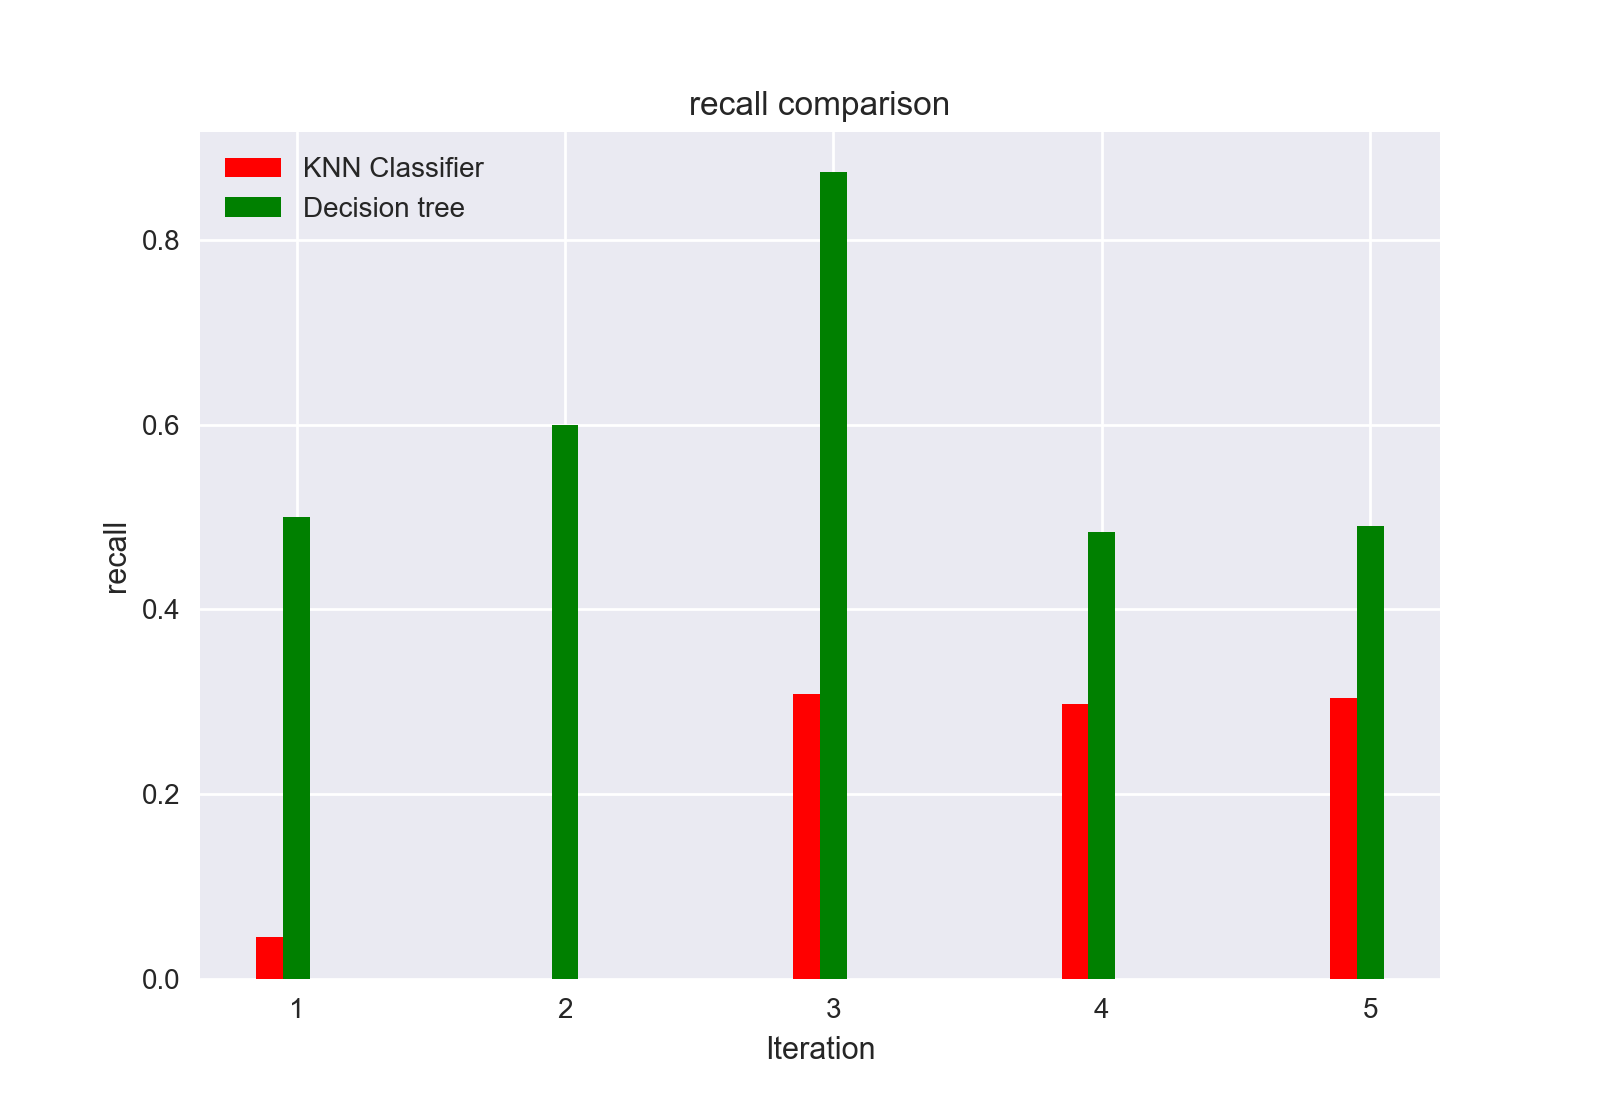 recall comparison
KNN Classifier
Decision tree
0.8
0.6
0.4
0.2
0.0
recall
1 2 3 4 5
Iteration